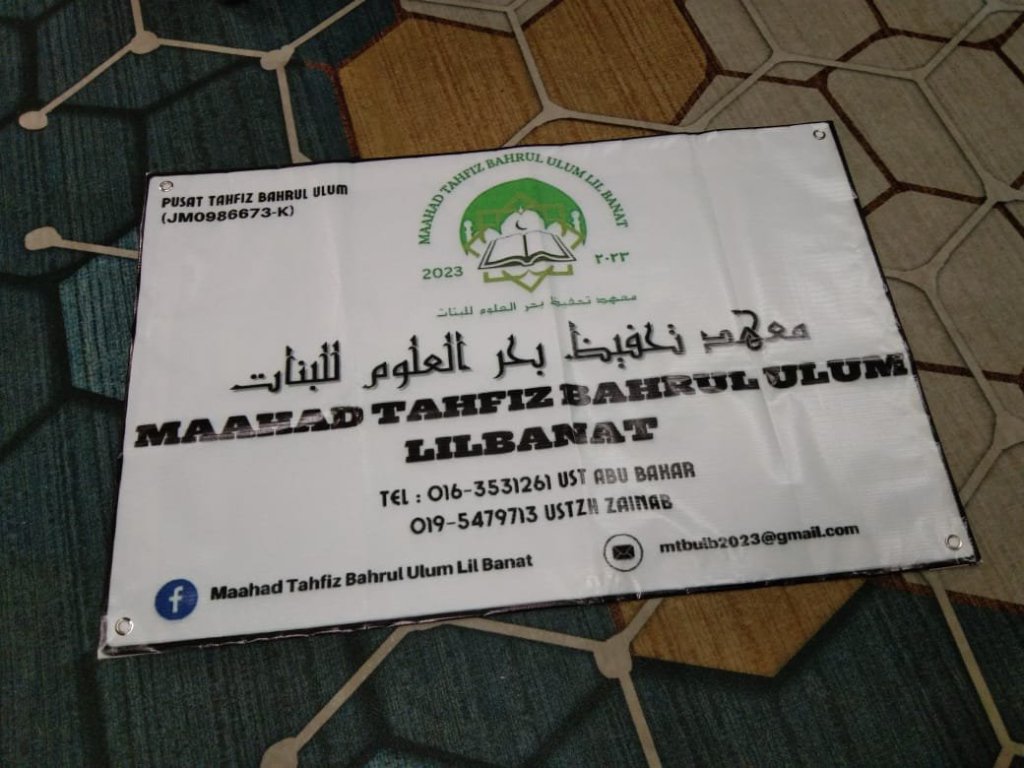 PUSAT TAHFIZ BAHRUL ULUM
(JM0986673-K)
MAAHAD TAHFIZ BAHRUL ULUM LIL BANAT
2023 ٢٠٢٣
معهد تحفيظ بحر العلوم للبنات
معهد تحفيظ بحر العلوم للبنات
MAAHAD TAHFIZ BAHRUL ULUM
LILBANAT
TEL : 016-3531261 UST ABU BAKAR
019-5479713 USTZH ZAINAB
Maahad Tahfiz Bahrul Ulum Lil Banat
mtbulb2023@gmail.com